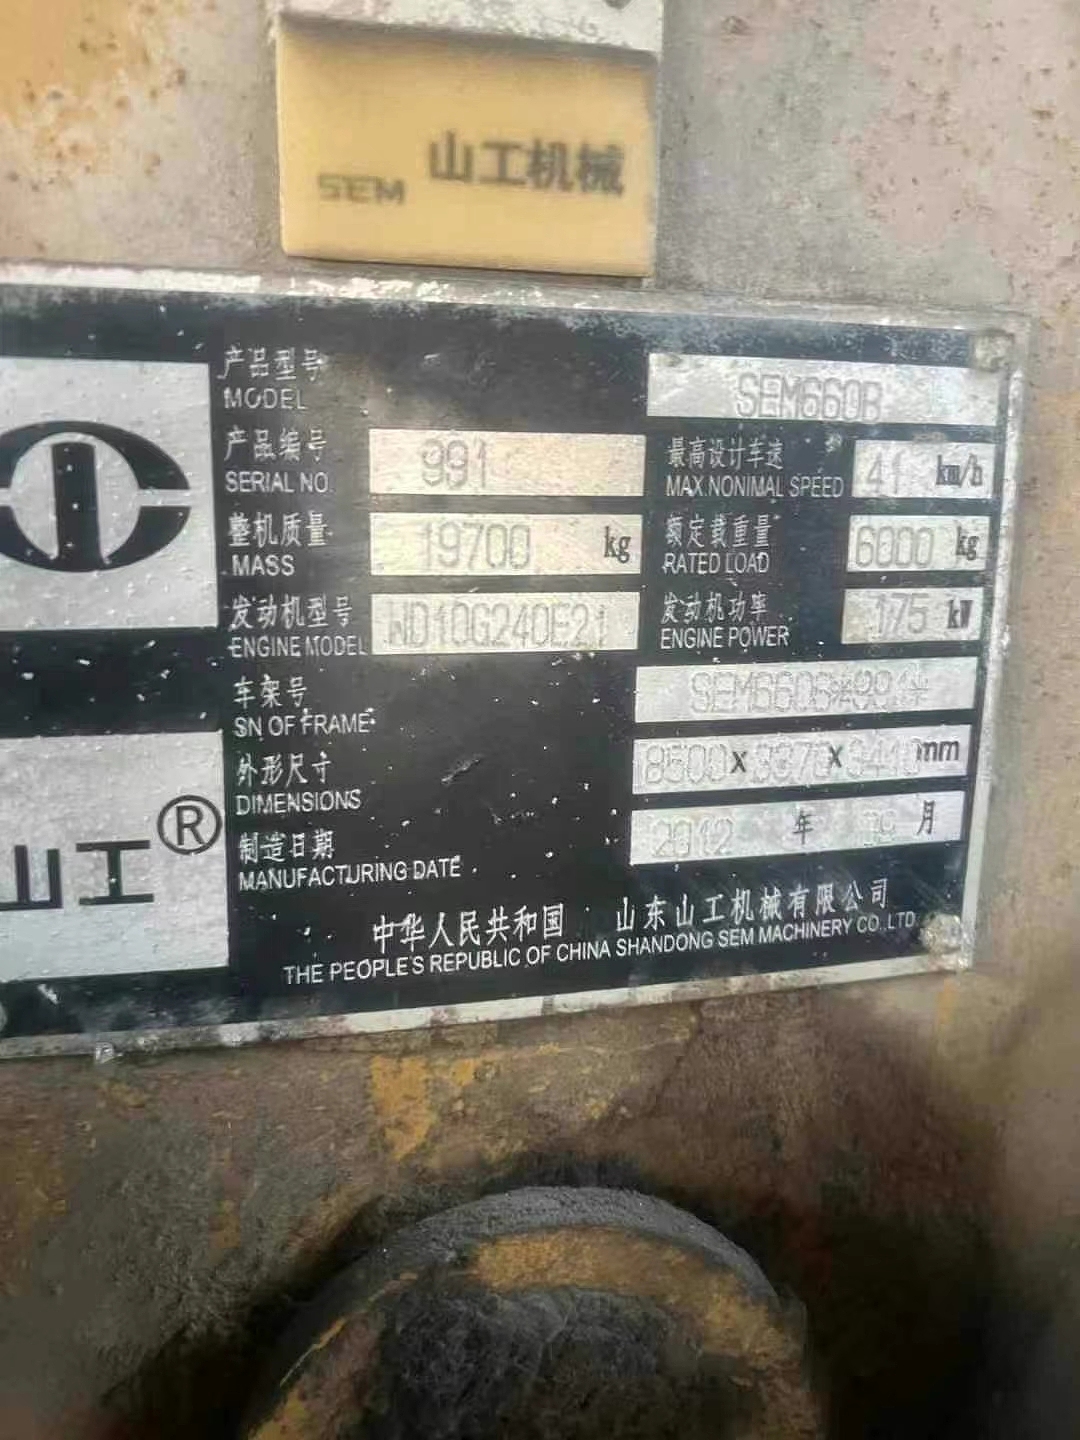 SEM 山工机械
产品型号 SEM660B
MODEL
产品编号 991 最高设计车速 41 km/h
SERIAL NO. MAX.NONIMAL SPEED
整机质量 19700 kg 额定载重量 6000 kg
MASS RATED LOAD
发动机型号 WD10G240E21 发动机功率 175 kW
ENGINE MODEL ENGINE POWER
车架号
SN OF FRAME
外形尺寸 8500x3370x3410mm
DIMENSIONS
制造日期 2012 年 月
MANUFACTURING DATE
山工®
中华人民共和国 山东山工机械有限公司
THE PEOPLE'S REPUBLIC OF CHINA SHANDONG SEM MACHINERY CO.,LTD